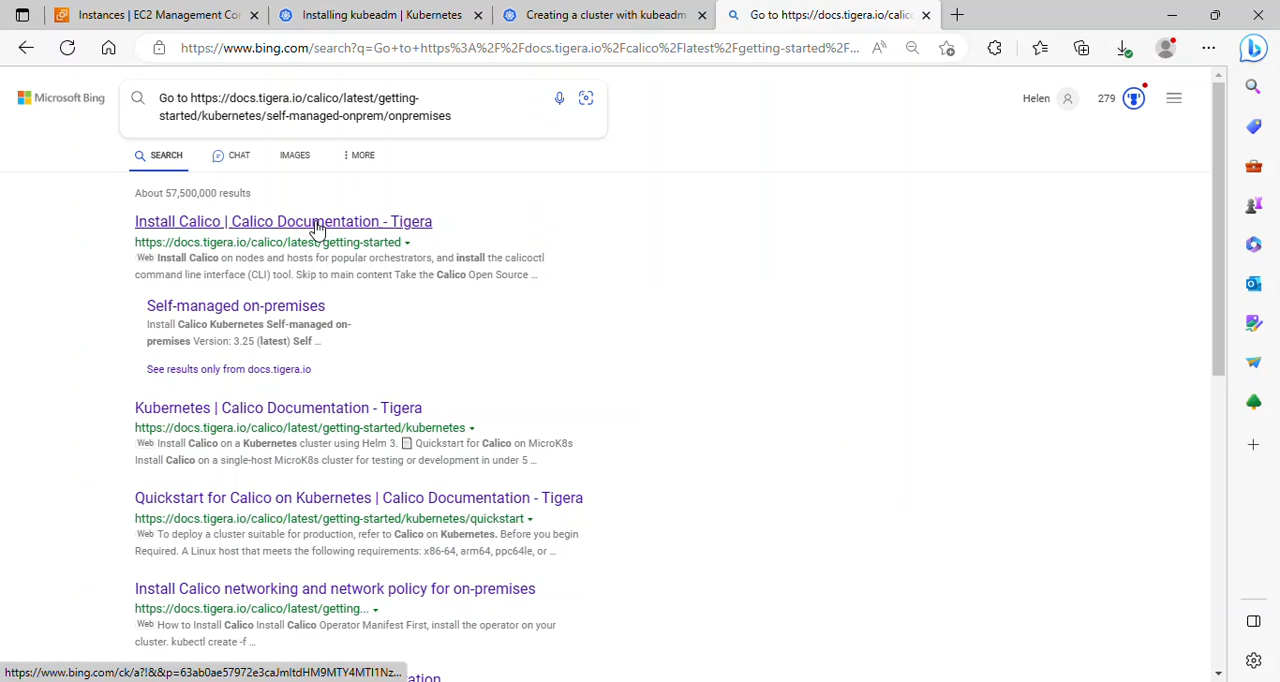 Instances | EC2 Management Co
Installing kubeadm | Kubernetes
Creating a cluster with kubeadm
Go to https://docs.tigera.io/calic
https://www.bing.com/search?q=Go+to+https%3A%2F%2Fdocs.tigera.io%2Fcalico%2Flatest%2Fgetting-started%2F...
Microsoft Bing
Go to https://docs.tigera.io/calico/latest/getting-
started/kubernetes/self-managed-onprem/onpremises
Helen
279
SEARCH
CHAT
IMAGES
MORE
About 57,500,000 results
Install Calico | Calico Documentation - Tigera
https://docs.tigera.io/calico/latest/getting-started
Web Install Calico on nodes and hosts for popular orchestrators, and install the calicoctl
command line interface (CLI) tool. Skip to main content Take the Calico Open Source ...
Self-managed on-premises
Install Calico Kubernetes Self-managed on-
premises Version: 3.25 (latest) Self ...
See results only from docs.tigera.io
Kubernetes | Calico Documentation - Tigera
https://docs.tigera.io/calico/latest/getting-started/kubernetes
Web Install Calico on a Kubernetes cluster using Helm 3. Quickstart for Calico on MicroK8s
Install Calico on a single-host MicroK8s cluster for testing or development in under 5 ...
Quickstart for Calico on Kubernetes | Calico Documentation - Tigera
https://docs.tigera.io/calico/latest/getting-started/kubernetes/quickstart
Web To deploy a cluster suitable for production, refer to Calico on Kubernetes. Before you begin
Required. A Linux host that meets the following requirements: x86-64, arm64, ppc64le, or ...
Install Calico networking and network policy for on-premises
https://docs.tigera.io/calico/latest/getting...
Web How to Install Calico Install Calico Operator Manifest First, install the operator on your
cluster. kubectl create -f ...
https://www.bing.com/ck/a?!&&p=63ab0ae57972e3caJmltdHM9MTY4MTI1Nz...
ation